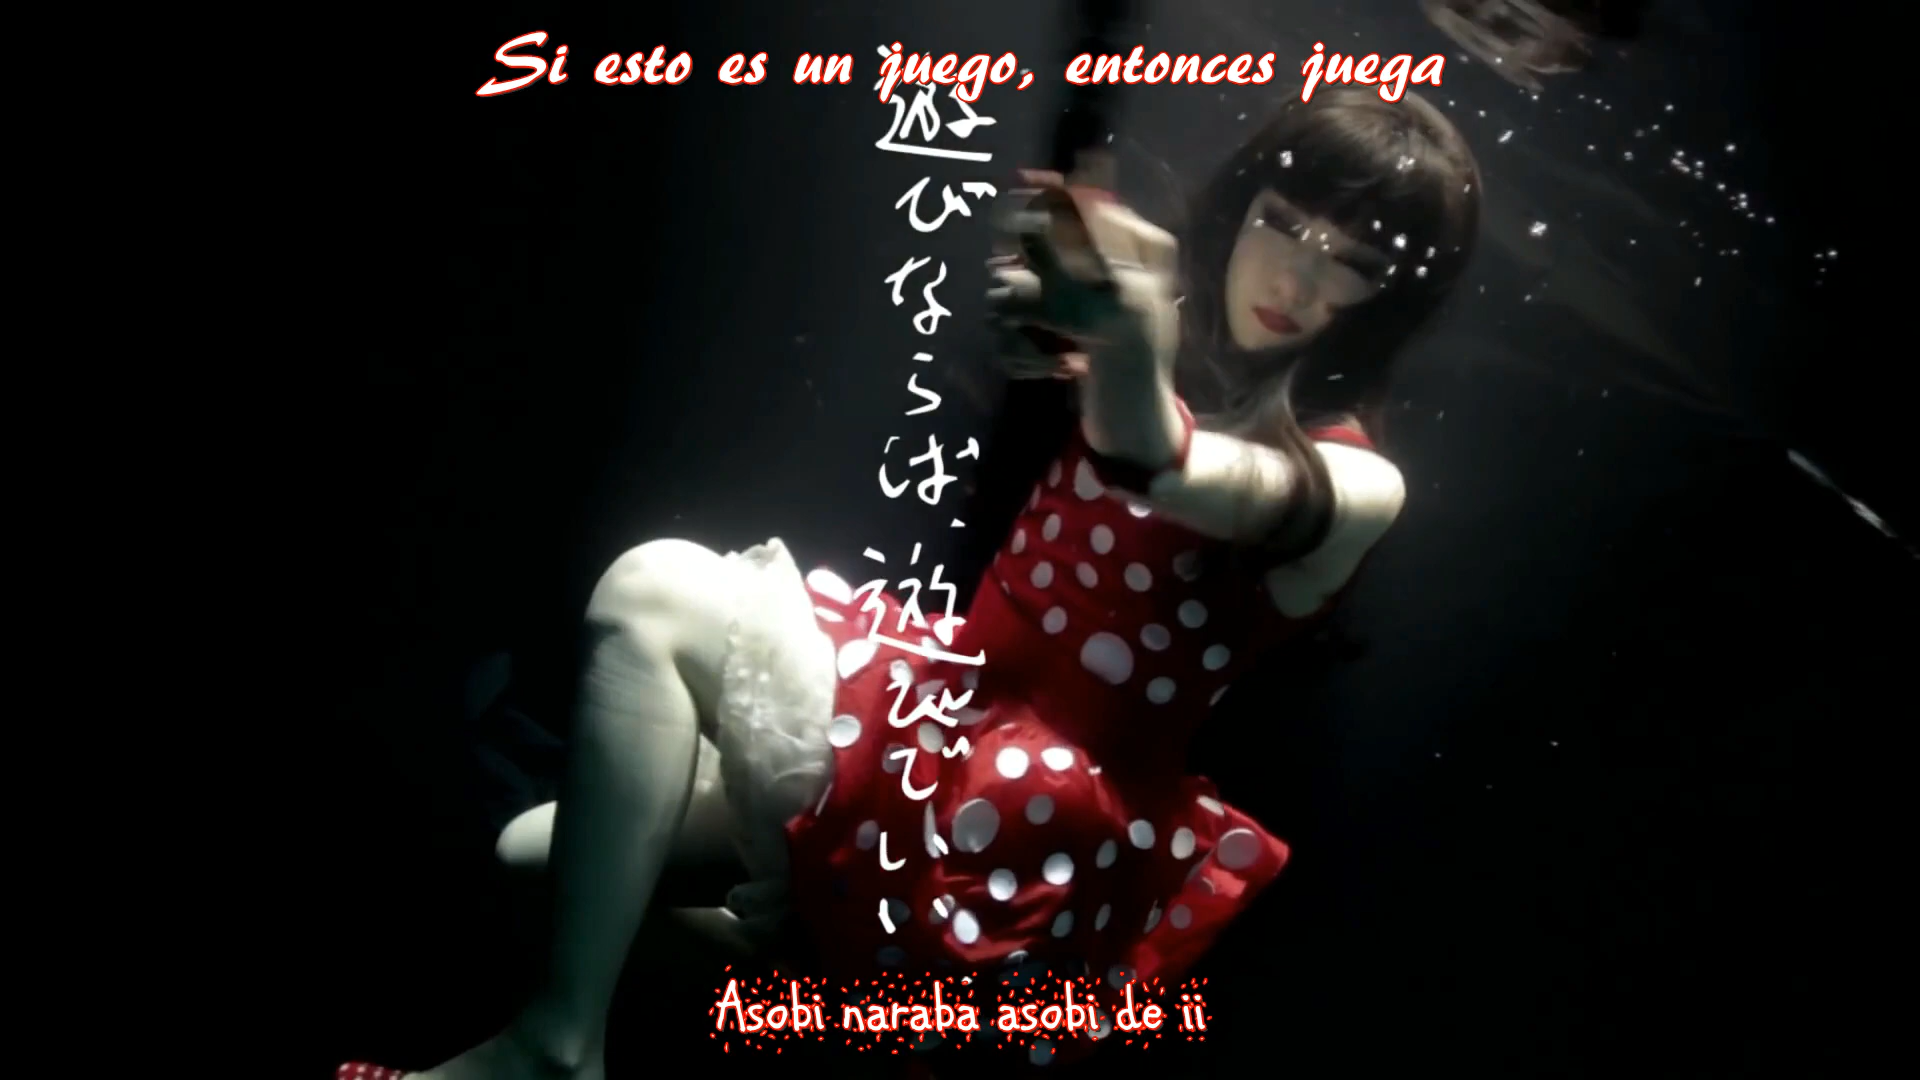 Si esto es un juego, entonces juega
遊びならば、遊びでいい
Asobi naraba asobi de ii